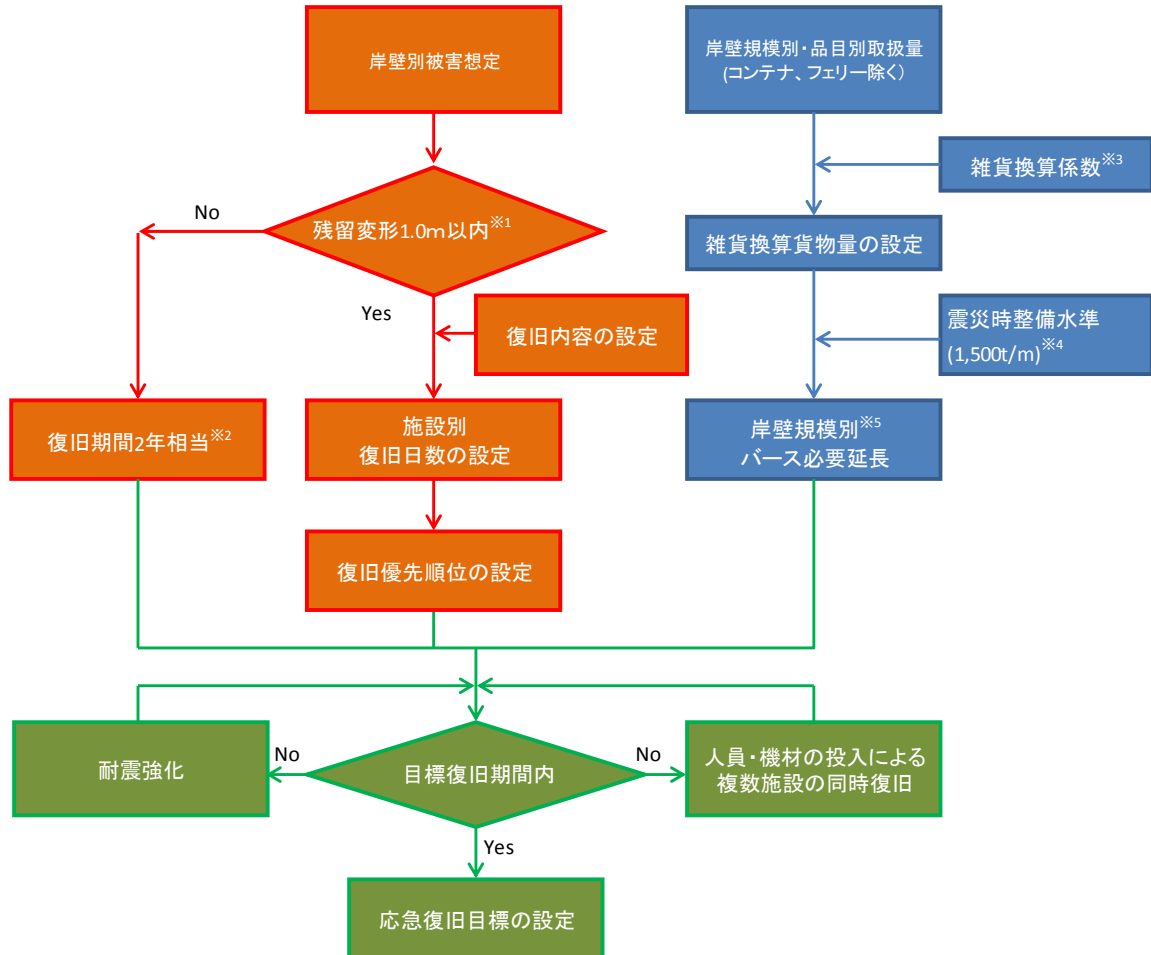 岸壁別被害想定
岸壁規模別・品目別取扱量
(コンテナ、フェリー除く)
雑貨換算係数※3
No
残留変形1.0m以内※1
雑貨換算貨物量の設定
Yes
復旧内容の設定
震災時整備水準
(1,500t/m)※4
復旧期間2年相当※2
施設別
復旧日数の設定
岸壁規模別※5
バース必要延長
復旧優先順位の設定
耐震強化
No
目標復旧期間内
No
人員・機材の投入による
複数施設の同時復旧
Yes
応急復旧目標の設定